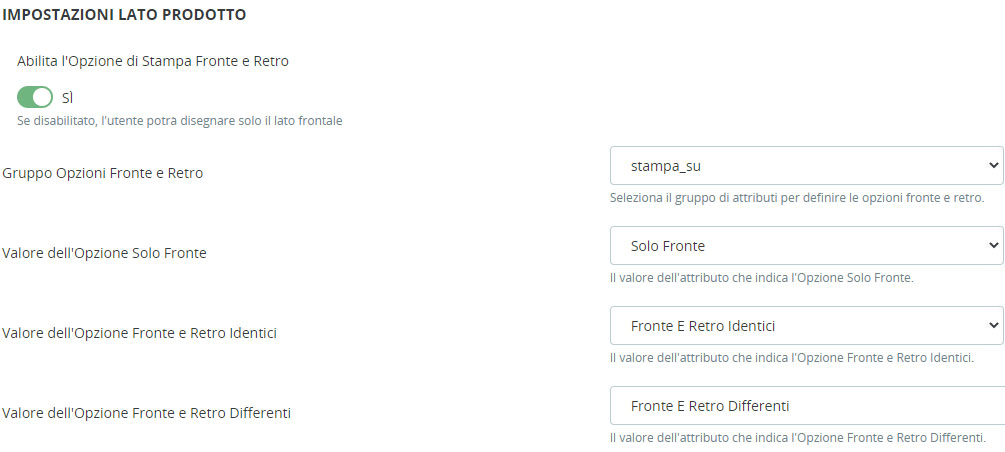 IMPOSTAZIONI LATO PRODOTTO
Abilita l'Opzione di Stampa Fronte e Retro
SÌ
Se disabilitato, l'utente potra disegnare solo il lato frontale
Gruppo Opzioni Fronte e Retro
stampa_su
Seleziona il gruppo di attributi per definire le opzioni fronte e retro.
Valore dell'Opzione Solo Fronte
Solo Fronte
Il valore dell'attributo che indica l'Opzione Solo Fronte.
Valore dell'Opzione Fronte e Retro Identici
Fronte E Retro Identici
Il valore dell'attributo che indica l'Opzione Fronte e Retro Identici.
Valore dell'Opzione Fronte e Retro Differenti
Fronte E Retro Differenti
Il valore dell'attributo che indica l'Opzione Fronte e Retro Differenti.